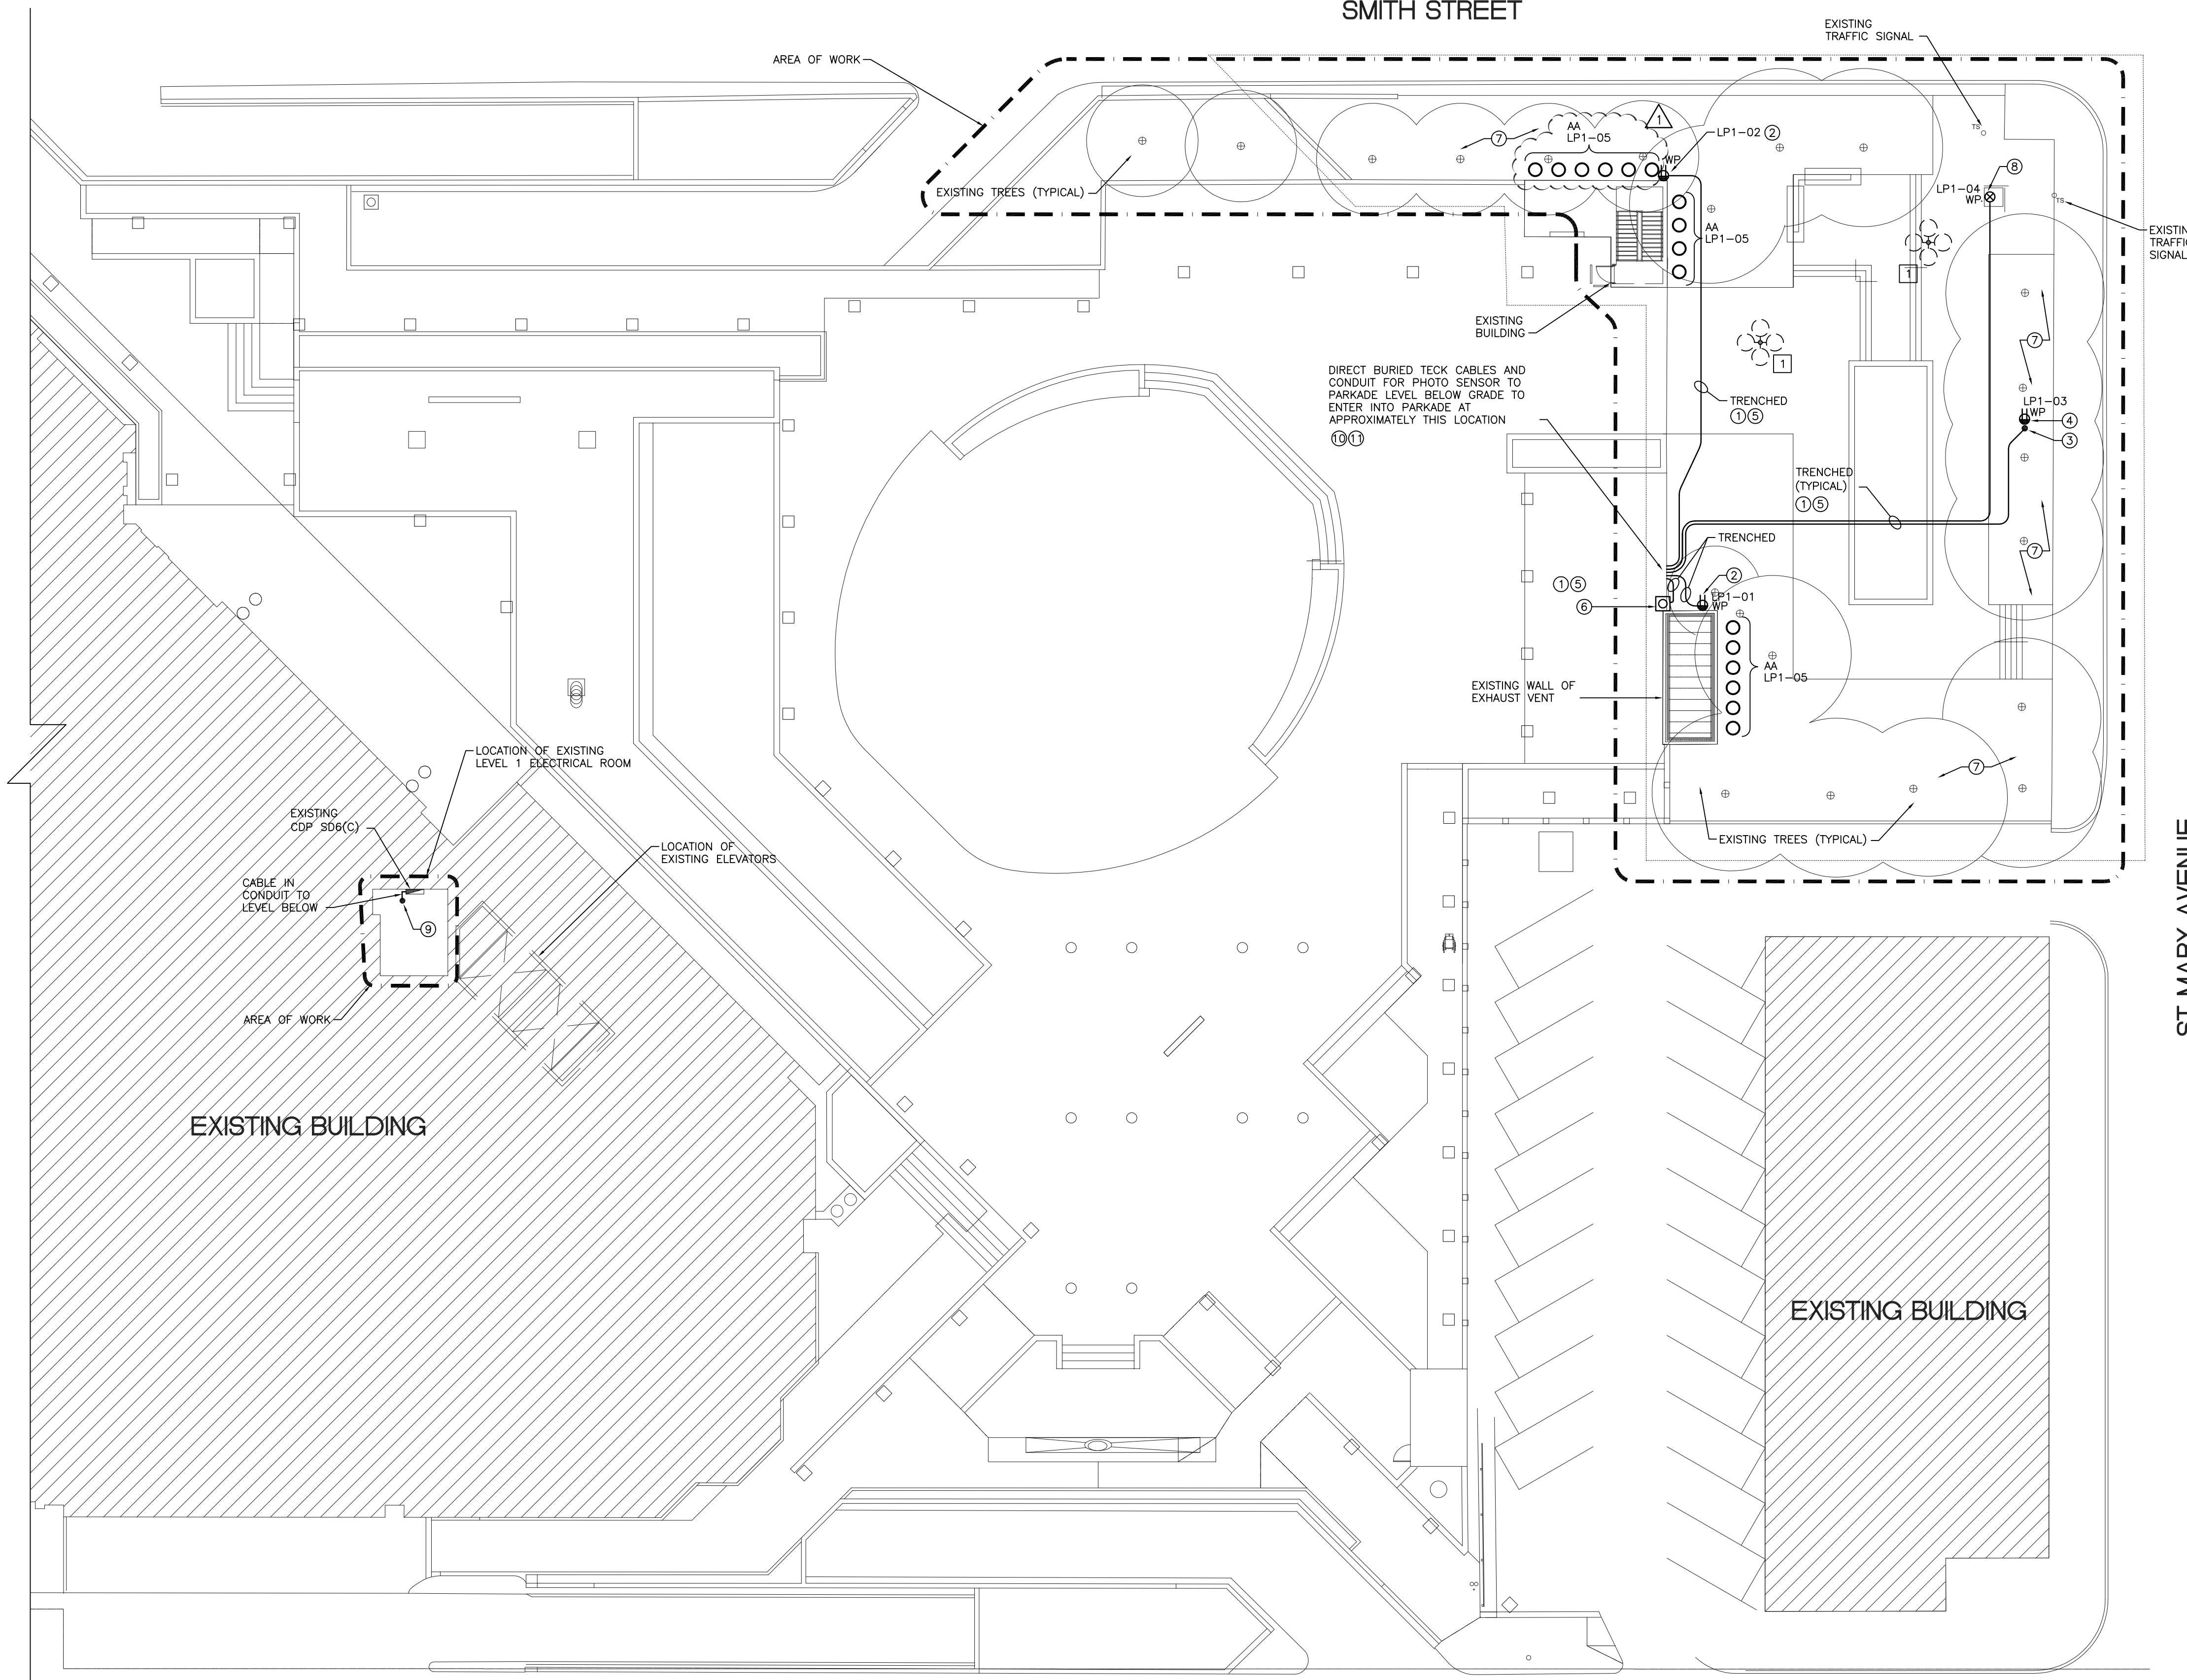 SMITH STREET
EXISTING
TRAFFIC SIGNAL
AREA OF WORK
TS
1
AA
LP1-05
7
LP1-02 2
WP
8
LP1-04
WP.
TS
EXISTING TREES (TYPICAL)
AA
LP1-05
EXISTIN
TRAFFIC
SIGNAL
1
EXISTING
BUILDING
7
1
DIRECT BURIED TECK CABLES AND
CONDUIT FOR PHOTO SENSOR TO
PARKADE LEVEL BELOW GRADE TO
ENTER INTO PARKADE AT
APPROXIMATELY THIS LOCATION
10 11
TRENCHED
1 5
LP1-03
WP
4
3
TRENCHED
(TYPICAL)
1 5
TRENCHED
7
2
1 5
6
LP1-01
WP
AA
LP1-05
EXISTING WALL OF
EXHAUST VENT
7
EXISTING TREES (TYPICAL)
LOCATION OF EXISTING
LEVEL 1 ELECTRICAL ROOM
EXISTING
CDP SD6(C)
LOCATION OF
EXISTING ELEVATORS
CABLE IN
CONDUIT TO
LEVEL BELOW
9
AREA OF WORK
ST MARY AVENUE
EXISTING BUILDING
EXISTING BUILDING